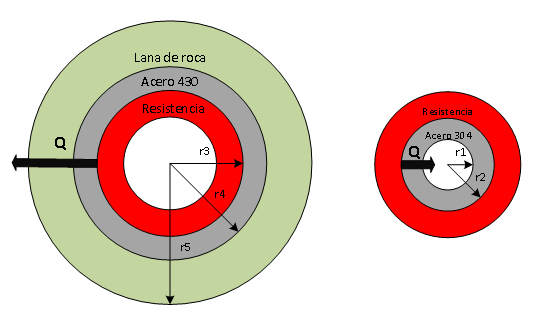 Lana de roca
Acero 430
Resistencia
Q
r3
r4
r5
Resistencia
Acero 304
Q
r1
r2